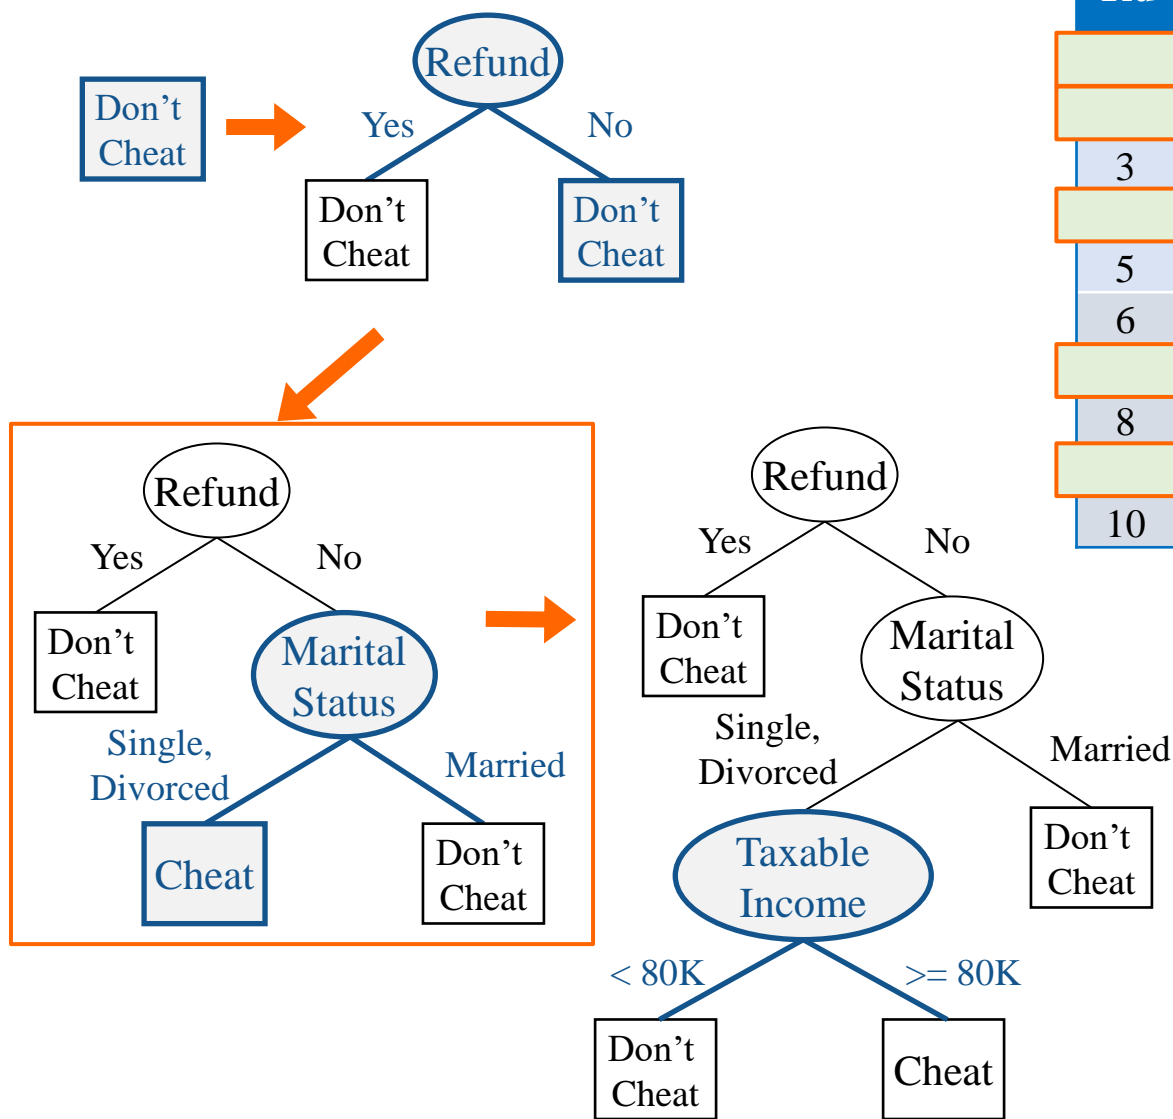 Refund
Don't
Cheat
Yes
No
Don't
Cheat
Don't
Cheat
3
5
6
8
10
Refund
Yes
No
Don't
Cheat
Marital
Status
Single,
Divorced
Married
Cheat
Don't
Cheat
Refund
Yes
No
Don't
Cheat
Marital
Status
Single,
Divorced
Married
Taxable
Income
Don't
Cheat
< 80K
>= 80K
Don't
Cheat
Cheat